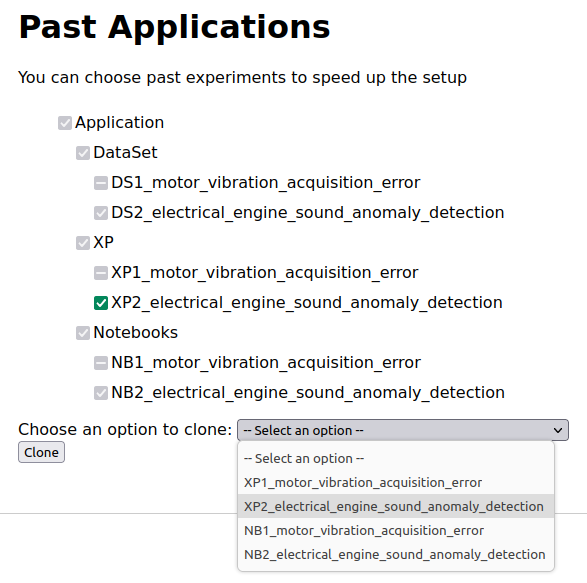 Past Applications
You can choose past experiments to speed up the setup
Application
DataSet
DS1_motor_vibration_acquisition_error
DS2_electrical_engine_sound_anomaly_detection
XP
XP1_motor_vibration_acquisition_error
XP2_electrical_engine_sound_anomaly_detection
Notebooks
NB1_motor_vibration_acquisition_error
NB2_electrical_engine_sound_anomaly_detection
Choose an option to clone: -- Select an option --
Clone
-- Select an option --
XP1_motor_vibration_acquisition_error
XP2_electrical_engine_sound_anomaly_detection
NB1_motor_vibration_acquisition_error
NB2_electrical_engine_sound_anomaly_detection